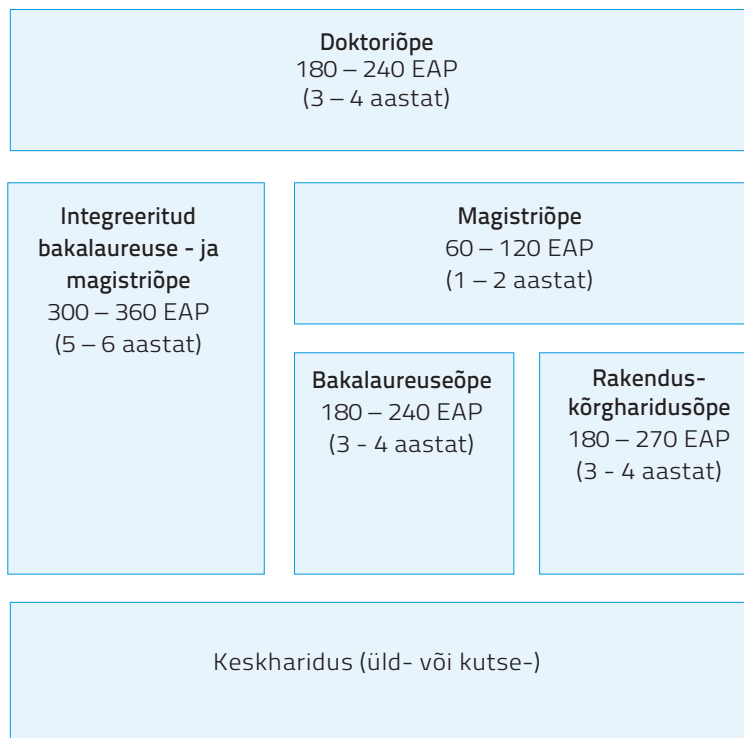 Doktoriõpe
180 – 240 EAP
(3 – 4 aastat)
Integreeritud
bakalaureuse - ja
magistriõpe
300 – 360 EAP
(5 – 6 aastat)
Magistriõpe
60 – 120 EAP
(1 – 2 aastat)
Bakalaureuseõpe
180 – 240 EAP
(3 - 4 aastat)
Rakendus-
kõrgharidusõpe
180 – 270 EAP
(3 - 4 aastat)
Keskharidus (üld- või kutse-)